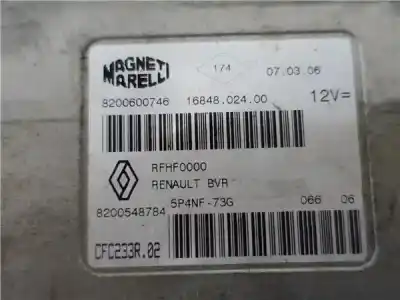 MAGNETI MARELLI
174
07.03.06
8200600746 16848.024.00 12V=
RFHF0000
RENAULT BVR
8200548784 5P4NF-73G 066 06
CFC233R.02